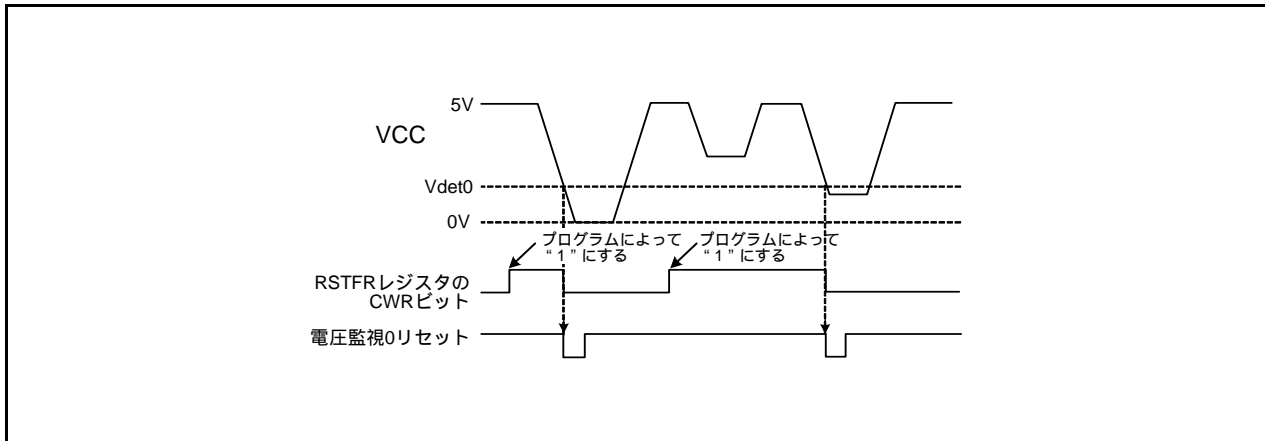 5V
VCC
Vdet0
0V
プログラムによって
“1”にする
プログラムによって
“1”にする
RSTFRレジスタの
CWRビット
電圧監視0リセット